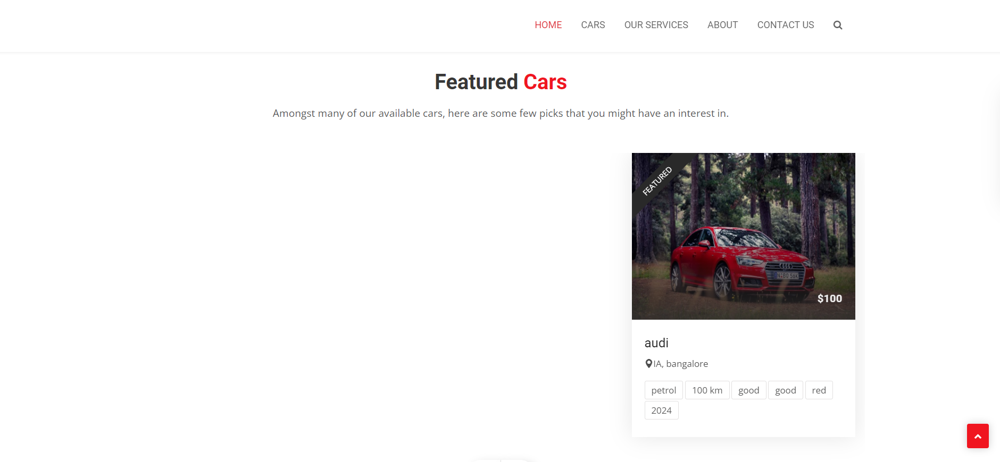 HOME CARS OUR SERVICES ABOUT CONTACT US
Featured Cars
Amongst many of our available cars, here are some few picks that you might have an interest in.
FEATURED
$100
audi
IA, bangalore
petrol 100 km good good red
2024